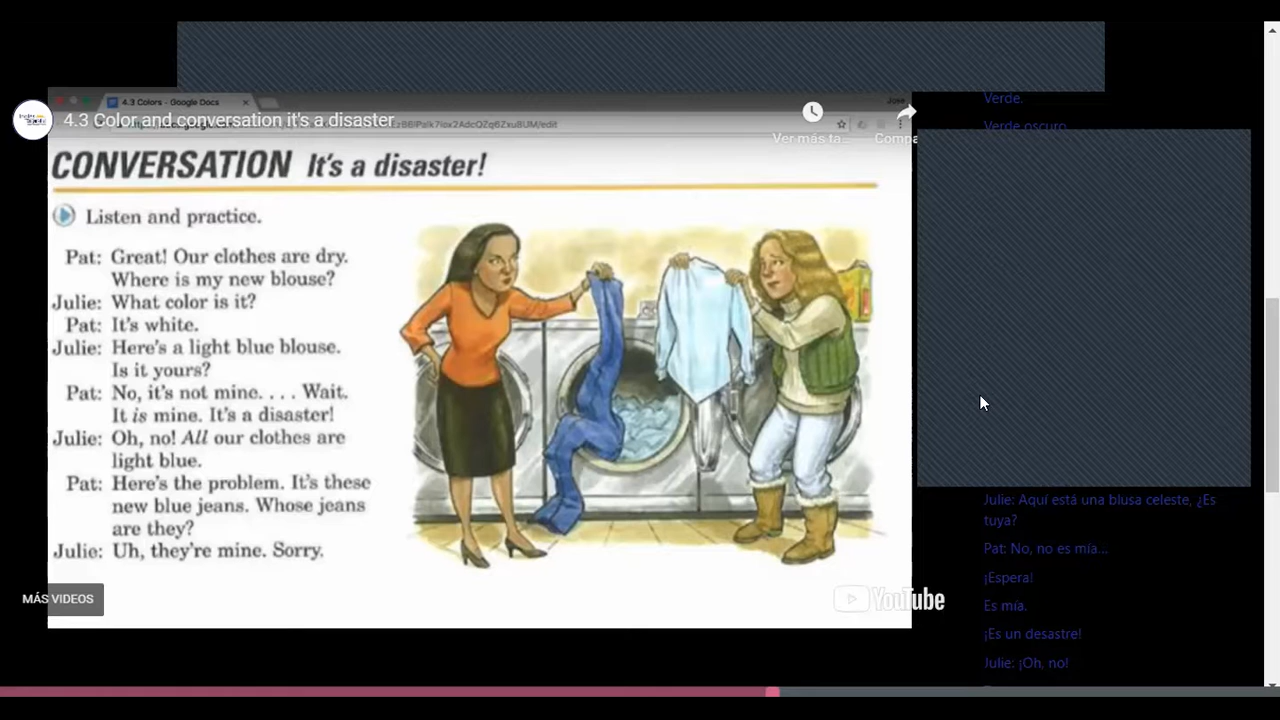 4.3 Colors - Google Docs
4.3 Color and conversation it's a disaster
Ver más ta...
Compa
CONVERSATION It's a disaster!
Listen and practice.
Pat: Great! Our clothes are dry.
Where is my new blouse?
Julie: What color is it?
Pat: It's white.
Julie: Here's a light blue blouse.
Is it yours?
Pat: No, it's not mine. . . . Wait.
It is mine. It's a disaster!
Julie: Oh, no! All our clothes are
light blue.
Pat: Here's the problem. It's these
new blue jeans. Whose jeans
are they?
Julie: Uh, they're mine. Sorry.
MÁS VIDEOS
YouTube
Verde.
Verde oscuro
Julie: Aquí está una blusa celeste, ¿Es
tuya?
Pat: No, no es mía...
¡Espera!
Es mía.
¡Es un desastre!
Julie: ¡Oh, no!